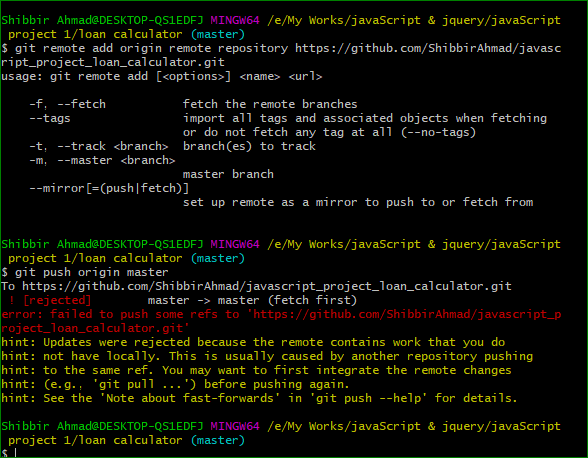 Shibbir Ahmad@DESKTOP-QS1EDFJ MINGW64 /e/My Works/javaScript & jquery/javaScript
project 1/loan calculator (master)
$ git remote add origin remote repository https://github.com/ShibbirAhmad/javasc
ript_project_loan_calculator.git
usage: git remote add [<options>] <name> <url>
-f, --fetch fetch the remote branches
--tags import all tags and associated objects when fetching
or do not fetch any tag at all (--no-tags)
-t, --track <branch> branch(es) to track
-m, --master <branch>
master branch
--mirror[=(push|fetch)]
set up remote as a mirror to push to or fetch from
Shibbir Ahmad@DESKTOP-QS1EDFJ MINGW64 /e/My Works/javaScript & jquery/javaScript
project 1/loan calculator (master)
$ git push origin master
To https://github.com/ShibbirAhmad/javascript_project_loan_calculator.git
! [rejected] master -> master (fetch first)
error: failed to push some refs to 'https://github.com/ShibbirAhmad/javascript_p
roject_loan_calculator.git'
hint: Updates were rejected because the remote contains work that you do
hint: not have locally. This is usually caused by another repository pushing
hint: to the same ref. You may want to first integrate the remote changes
hint: (e.g., 'git pull ...') before pushing again.
hint: See the 'Note about fast-forwards' in 'git push --help' for details.
Shibbir Ahmad@DESKTOP-QS1EDFJ MINGW64 /e/My Works/javaScript & jquery/javaScript
project 1/loan calculator (master)
$